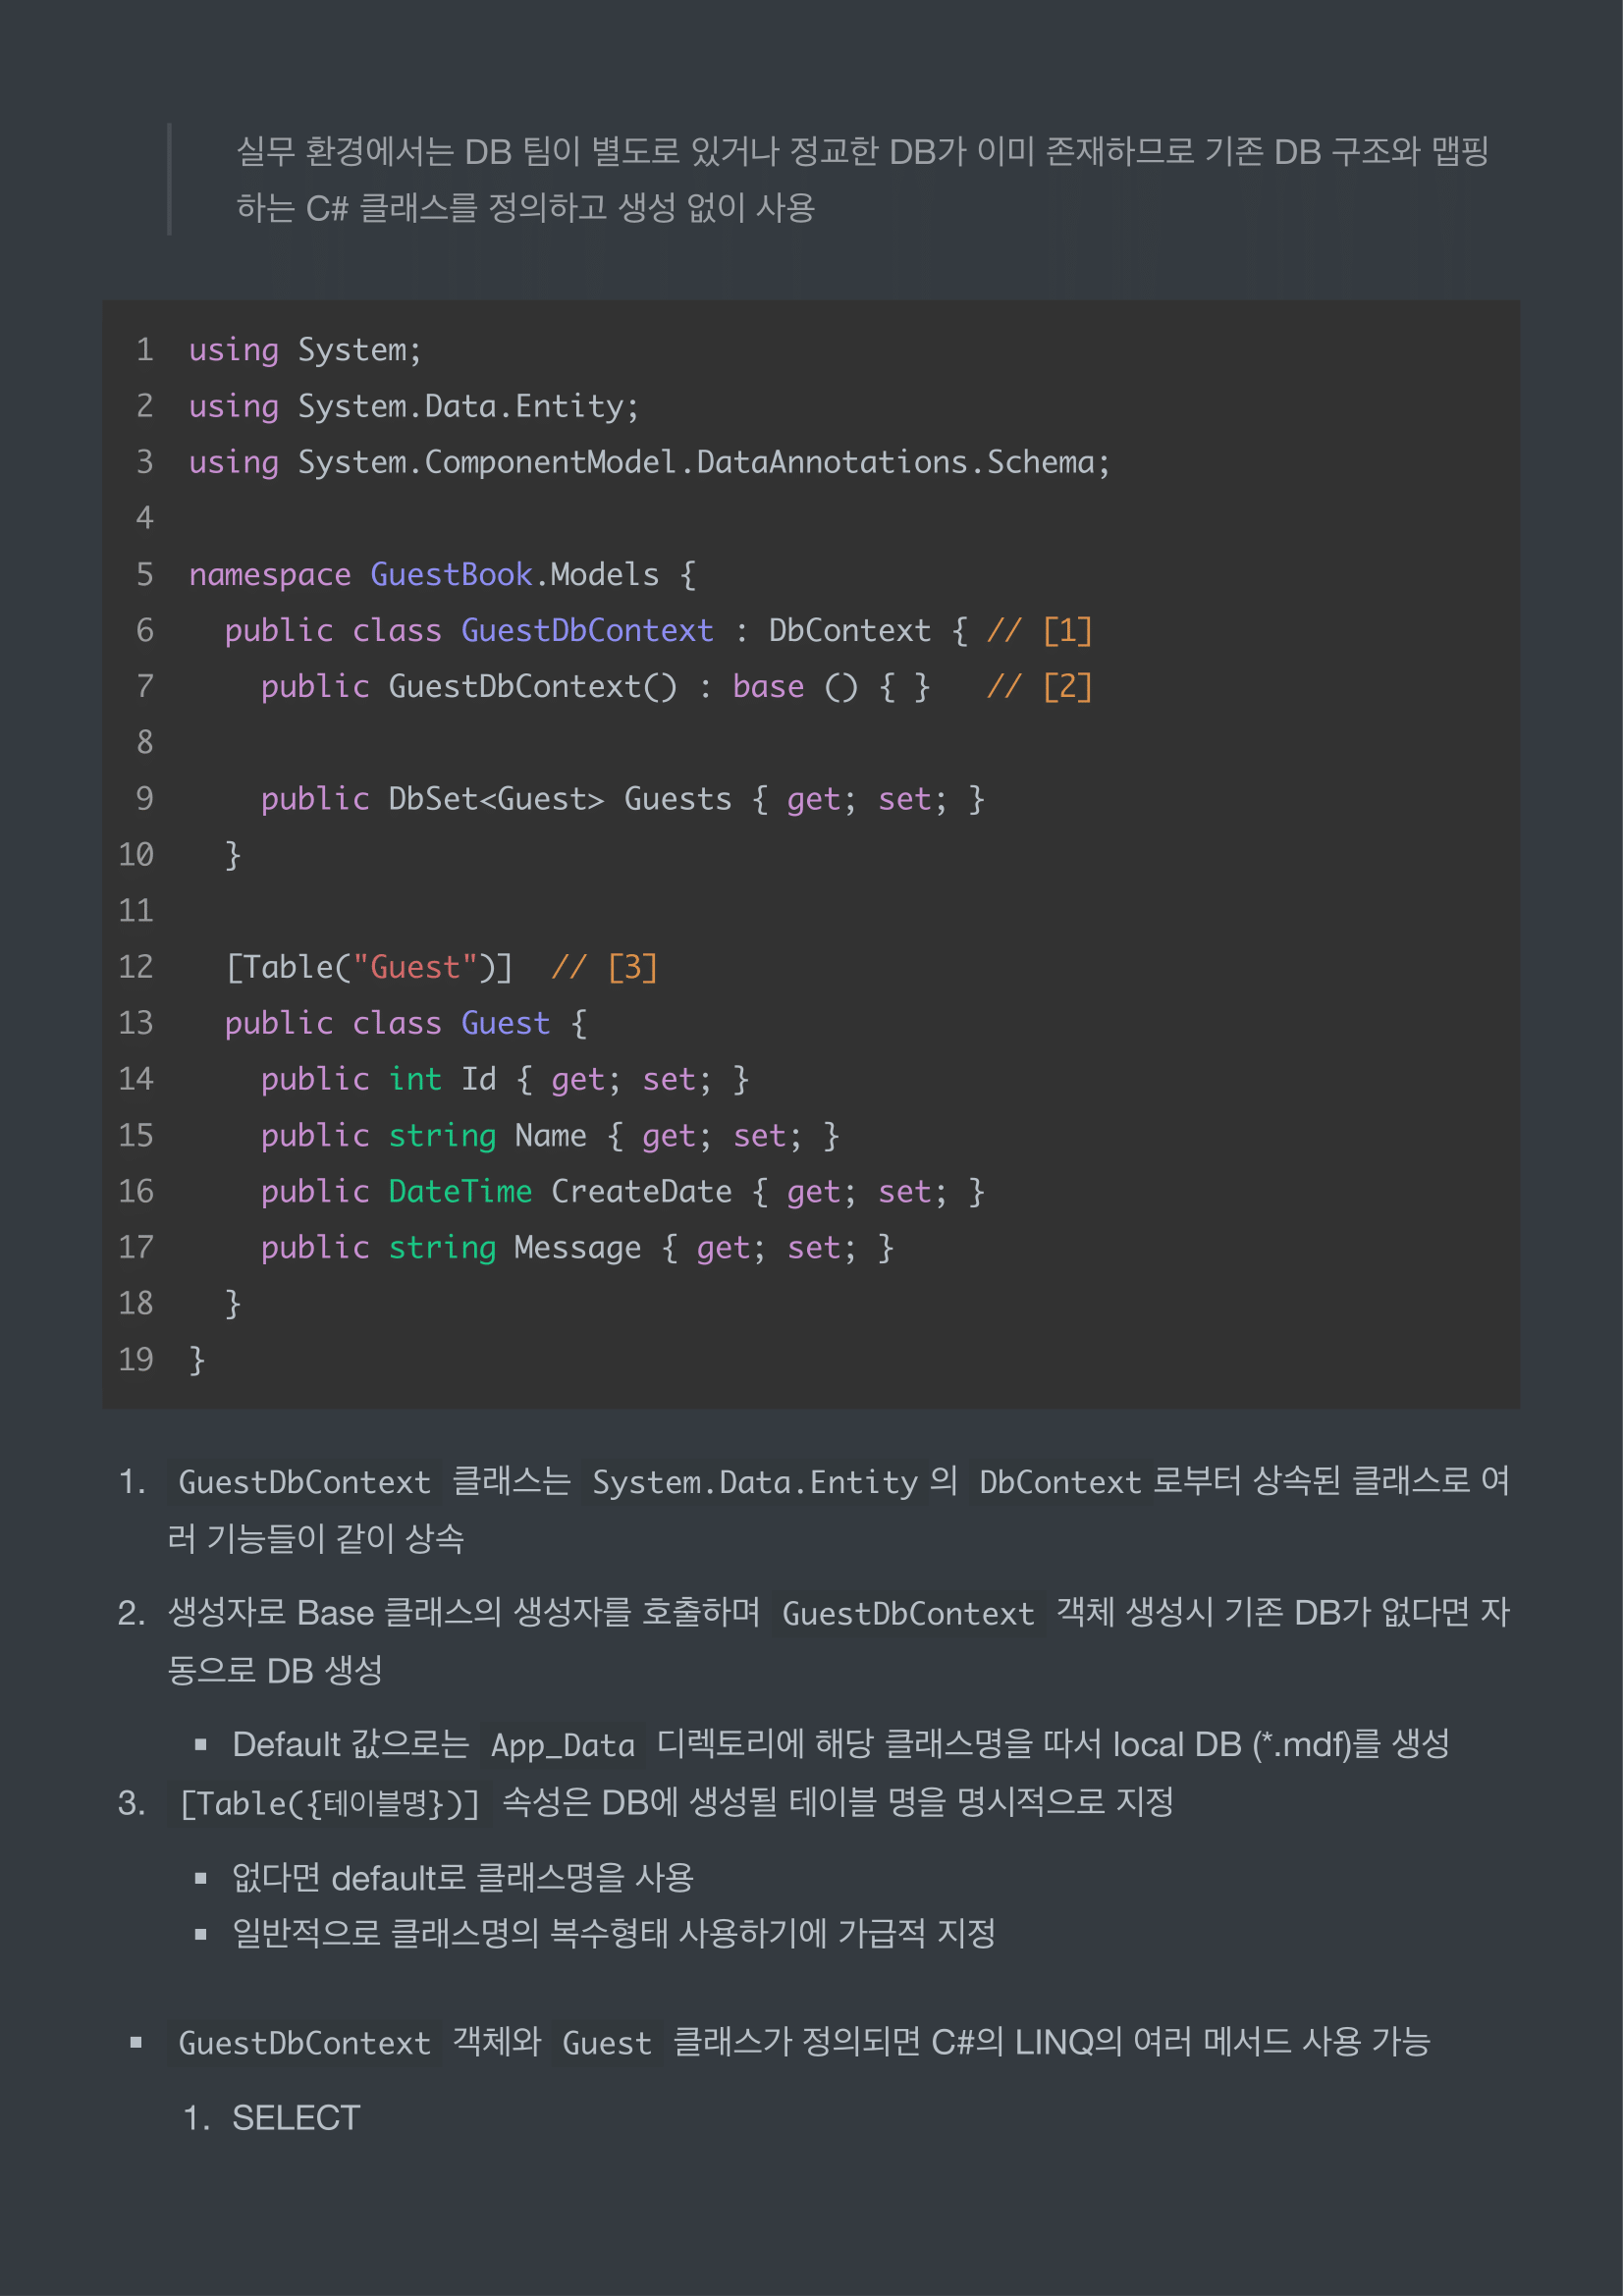 실무 환경에서는 DB 팀이 별도로 있거나 정교한 DB가 이미 존재하므로 기존 DB 구조와 맵핑
하는 C# 클래스를 정의하고 생성 없이 사용
1 using System;
2 using System.Data.Entity;
3 using System.ComponentModel.DataAnnotations.Schema;
4
5 namespace GuestBook.Models {
6   public class GuestDbContext : DbContext { // [1]
7     public GuestDbContext() : base () { }   // [2]
8
9     public DbSet<Guest> Guests { get; set; }
10   }
11
12   [Table("Guest")]  // [3]
13   public class Guest {
14     public int Id { get; set; }
15     public string Name { get; set; }
16     public DateTime CreateDate { get; set; }
17     public string Message { get; set; }
18   }
19 }
1. GuestDbContext 클래스는 System.Data.Entity의 DbContext로부터 상속된 클래스로 여
러 기능들이 같이 상속
2. 생성자로 Base 클래스의 생성자를 호출하며 GuestDbContext 객체 생성시 기존 DB가 없다면 자
동으로 DB 생성
▪ Default 값으로는 App_Data 디렉토리에 해당 클래스명을 따서 local DB (*.mdf)를 생성
3. [Table({테이블명})] 속성은 DB에 생성될 테이블 명을 명시적으로 지정
▪ 없다면 default로 클래스명을 사용
▪ 일반적으로 클래스명의 복수형태 사용하기에 가급적 지정
▪ GuestDbContext 객체와 Guest 클래스가 정의되면 C#의 LINQ의 여러 메서드 사용 가능
1. SELECT